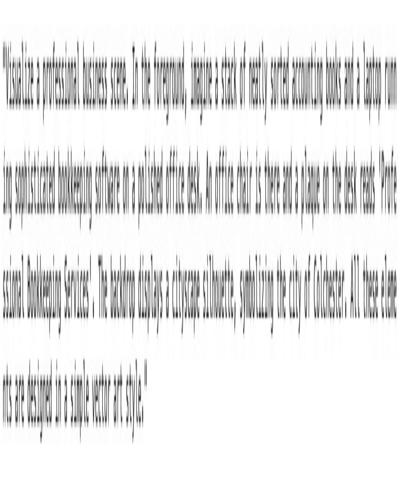 "Visualize a professional business scene. In the foreground, imagine a stack of neatly sorted accounting books and a laptop runn
ing sophisticated bookkeeping software on a polished office desk. An office chair is there and a plaque on the desk reads 'Profe
ssional Bookkeeping Services'. The backdrop displays a cityscape silhouette, symbolizing the city of Colchester. All these eleme
nts are designed in a simple vector art style."